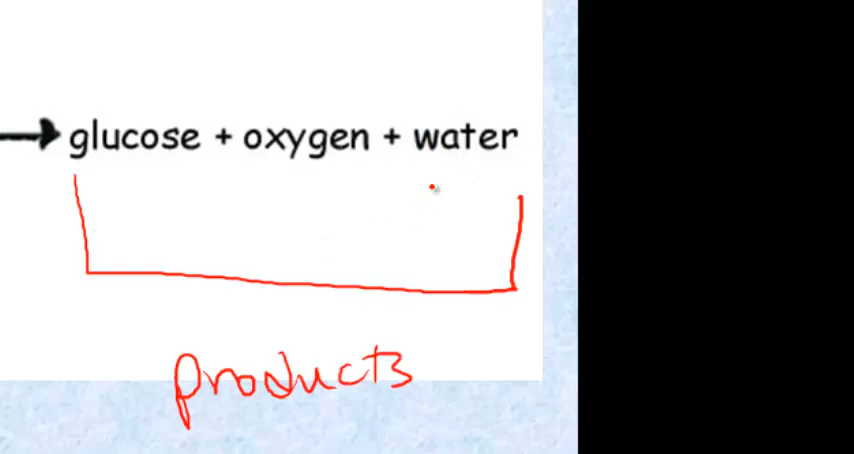 glucose + oxygen + water
products